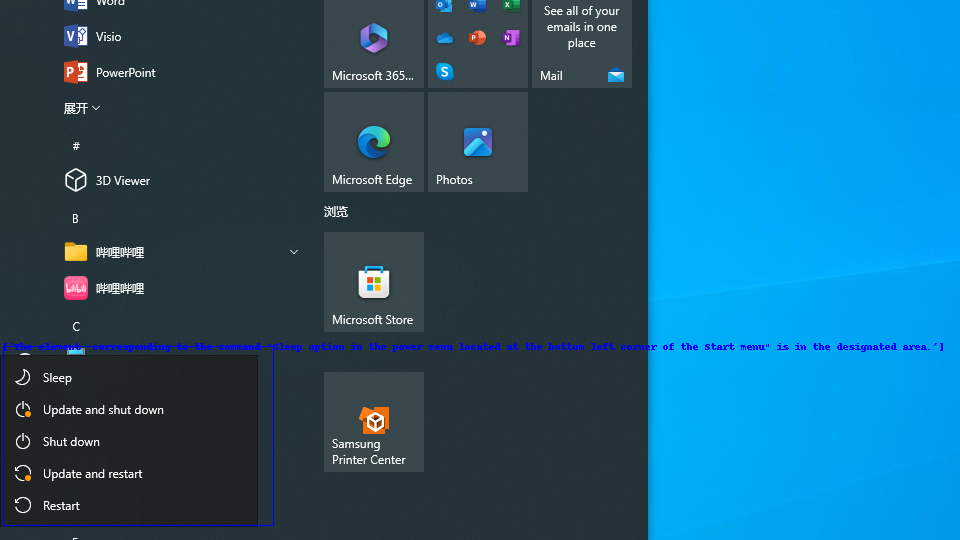 Word
Visio
PowerPoint
展开
#
3D Viewer
B
哔哩哔哩
哔哩哔哩
C
Microsoft 365...
See all of your
emails in one
place
Mail
Microsoft Edge
Photos
浏览
Microsoft Store
['The element, corresponding to the command "Sleep option in the power menu located at the bottom left corner of the Start menu" is in the designated area.']
Samsung
Printer Center
Sleep
Update and shut down
Shut down
Update and restart
Restart